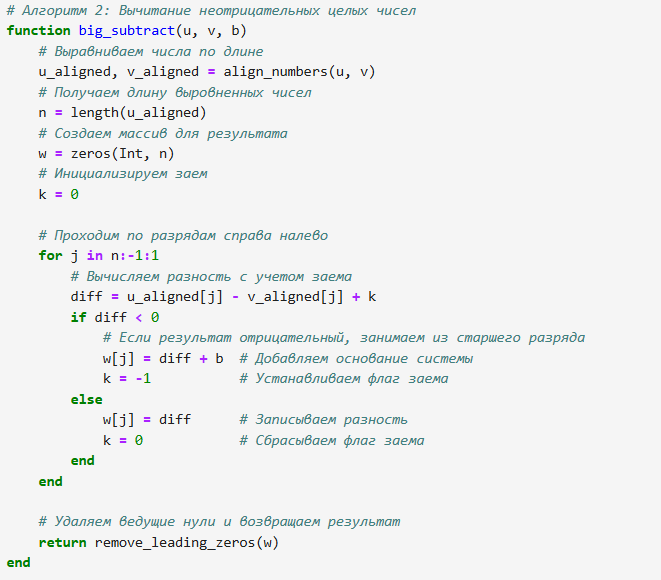 # Алгоритм 2: Вычитание неотрицательных целых чисел
function big_subtract(u, v, b)
    # Выравниваем числа по длине
    u_aligned, v_aligned = align_numbers(u, v)
    # Получаем длину выровненных чисел
    n = length(u_aligned)
    # Создаем массив для результата
    w = zeros(Int, n)
    # Инициализируем заем
    k = 0

    # Проходим по разрядам справа налево
    for j in n:-1:1
        # Вычисляем разность с учетом заема
        diff = u_aligned[j] - v_aligned[j] + k
        if diff < 0
            # Если результат отрицательный, занимаем из старшего разряда
            w[j] = diff + b  # Добавляем основание системы
            k = -1           # Устанавливаем флаг заема
        else
            w[j] = diff      # Записываем разность
            k = 0            # Сбрасываем флаг заема
        end
    end

    # Удаляем ведущие нули и возвращаем результат
    return remove_leading_zeros(w)
end